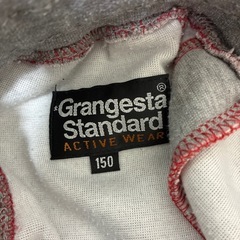 ®
*Grangesta
Standard
ACTIVE WEAR
150